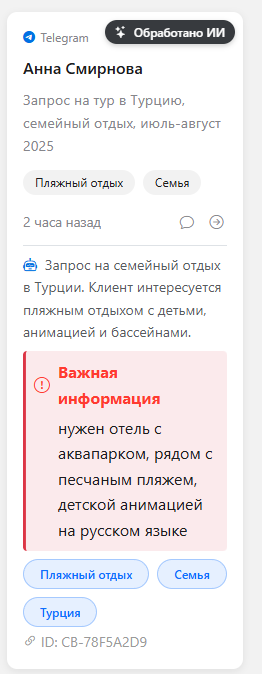 Telegram
Обработано ИИ
Анна Смирнова
Запрос на тур в Турцию,
семейный отдых, июль-август
2025
Пляжный отдых
Семья
2 часа назад
Запрос на семейный отдых
в Турции. Клиент интересуется
пляжным отдыхом с детьми,
анимацией и бассейнами.
Важная
информация
нужен отель с
аквапарком, рядом с
песчаным пляжем,
детской анимацией
на русском языке
Пляжный отдых
Семья
Турция
ID: CB-78F5A2D9